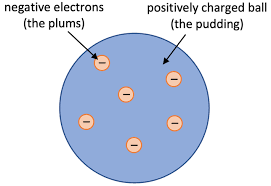 negative electrons
(the plums)
positively charged ball
(the pudding)
−
−
−
−
−
−